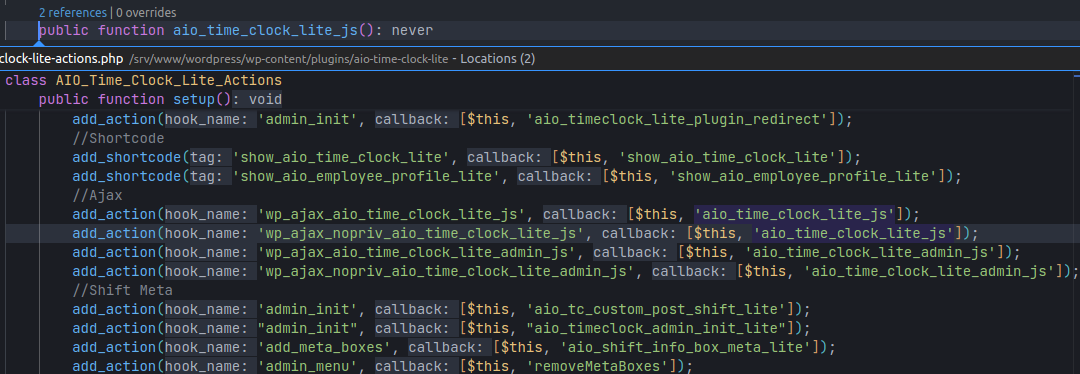 2 references | 0 overrides
public function aio_time_clock_lite_js(): never
clock-lite-actions.php /srv/www/wordpress/wp-content/plugins/aio-time-clock-lite - Locations (2)
class AIO_Time_Clock_Lite_Actions
public function setup(): void
add_action(hook_name: 'admin_init', callback: [$this, 'aio_timeclock_lite_plugin_redirect']);
//Shortcode
add_shortcode(tag: 'show_aio_time_clock_lite', callback: [$this, 'show_aio_time_clock_lite']);
add_shortcode(tag: 'show_aio_employee_profile_lite', callback: [$this, 'show_aio_employee_profile_lite']);
//Ajax
add_action(hook_name: 'wp_ajax_aio_time_clock_lite_js', callback: [$this, 'aio_time_clock_lite_js']);
add_action(hook_name: 'wp_ajax_nopriv_aio_time_clock_lite_js', callback: [$this, 'aio_time_clock_lite_js']);
add_action(hook_name: 'wp_ajax_aio_time_clock_lite_admin_js', callback: [$this, 'aio_time_clock_lite_admin_js']);
add_action(hook_name: 'wp_ajax_nopriv_aio_time_clock_lite_admin_js', callback: [$this, 'aio_time_clock_lite_admin_js']);
//Shift Meta
add_action(hook_name: 'admin_init', callback: [$this, 'aio_tc_custom_post_shift_lite']);
add_action(hook_name: "admin_init", callback: [$this, "aio_timeclock_admin_init_lite"]);
add_action(hook_name: 'add_meta_boxes', callback: [$this, 'aio_shift_info_box_meta_lite']);
add_action(hook_name: 'admin_menu', callback: [$this, 'removeMetaBoxes']);